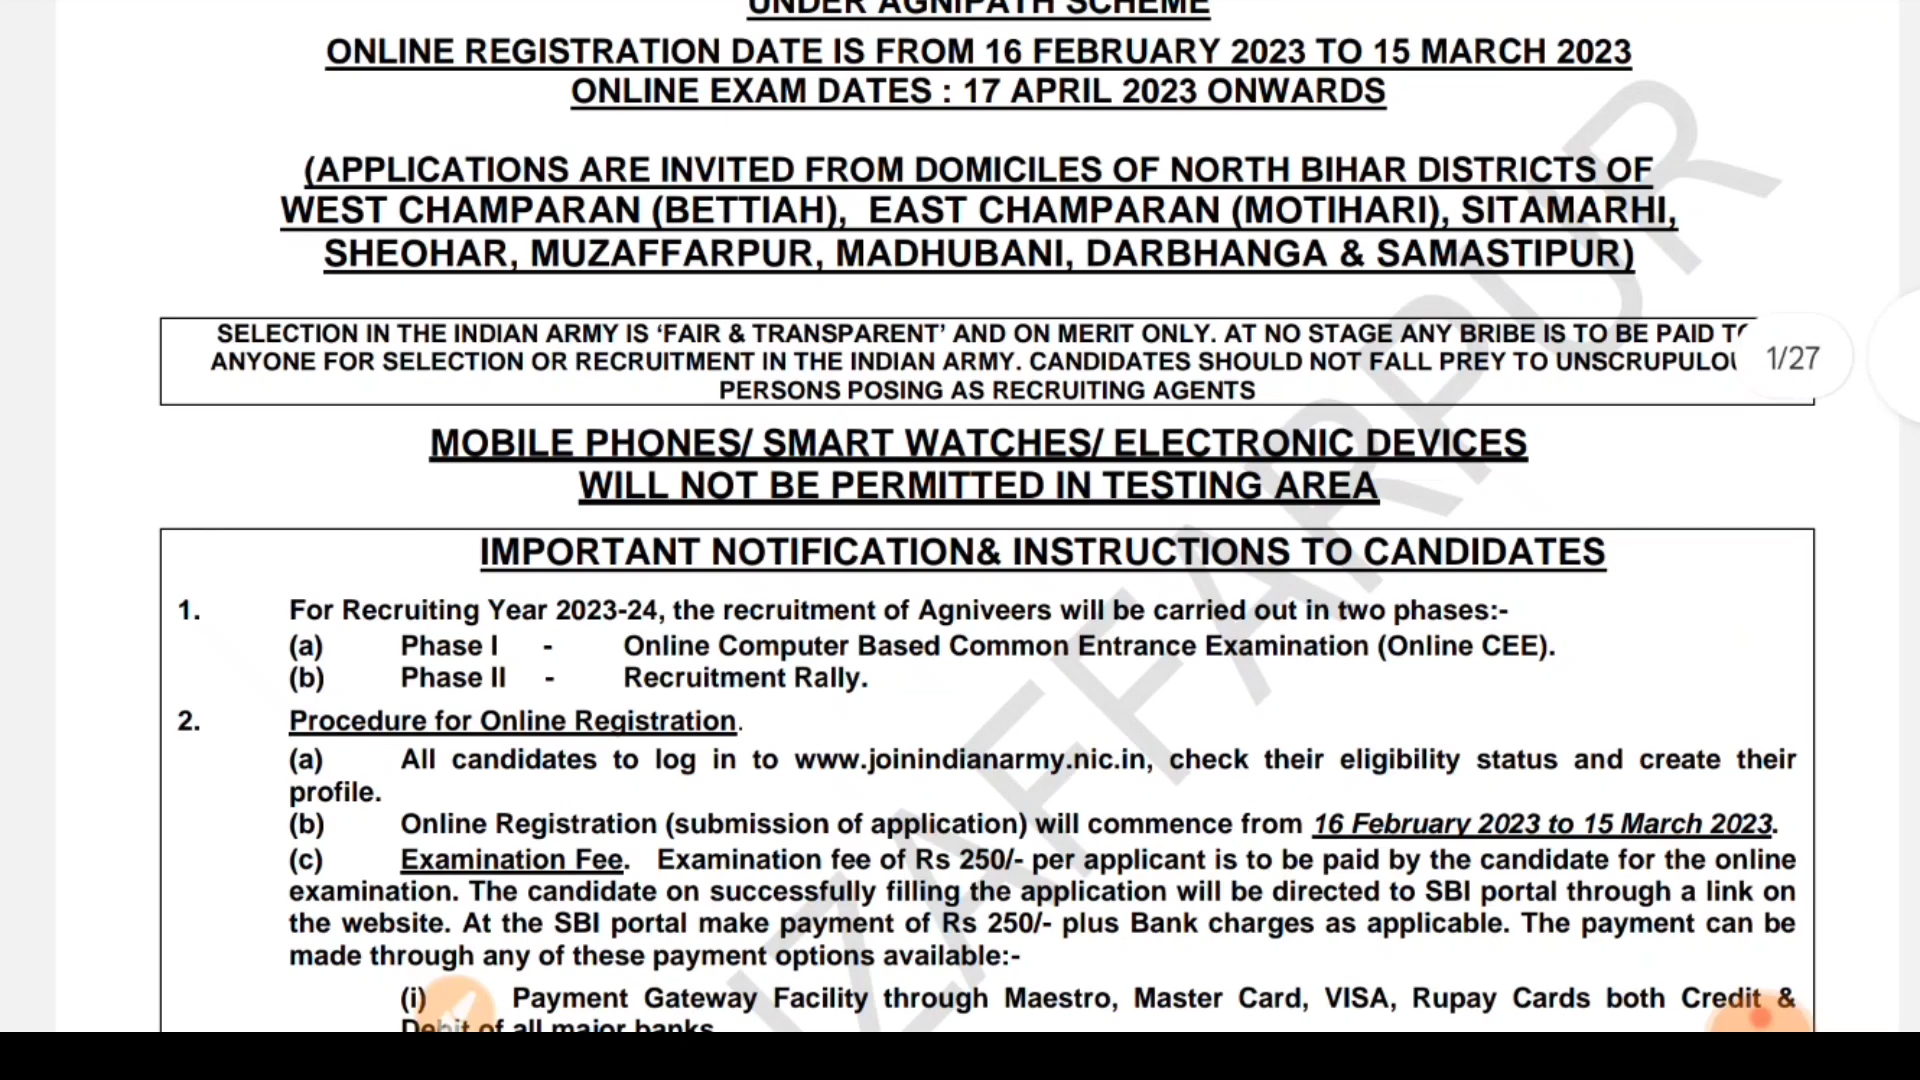 UNDER AGNIPATH SCHEME
ONLINE REGISTRATION DATE IS FROM 16 FEBRUARY 2023 TO 15 MARCH 2023
ONLINE EXAM DATES : 17 APRIL 2023 ONWARDS
(APPLICATIONS ARE INVITED FROM DOMICILES OF NORTH BIHAR DISTRICTS OF
WEST CHAMPARAN (BETTIAH), EAST CHAMPARAN (MOTIHARI), SITAMARHI,
SHEOHAR, MUZAFFARPUR, MADHUBANI, DARBHANGA & SAMASTIPUR)
SELECTION IN THE INDIAN ARMY IS ‘FAIR & TRANSPARENT’ AND ON MERIT ONLY. AT NO STAGE ANY BRIBE IS TO BE PAID TO
ANYONE FOR SELECTION OR RECRUITMENT IN THE INDIAN ARMY. CANDIDATES SHOULD NOT FALL PREY TO UNSCRUPULOU
1/27
PERSONS POSING AS RECRUITING AGENTS
MOBILE PHONES/ SMART WATCHES/ ELECTRONIC DEVICES
WILL NOT BE PERMITTED IN TESTING AREA
IMPORTANT NOTIFICATION& INSTRUCTIONS TO CANDIDATES
1. For Recruiting Year 2023-24, the recruitment of Agniveers will be carried out in two phases:-
(a) Phase I - Online Computer Based Common Entrance Examination (Online CEE).
(b) Phase II - Recruitment Rally.
2. Procedure for Online Registration.
(a) All candidates to log in to www.joinindianarmy.nic.in, check their eligibility status and create their
profile.
(b) Online Registration (submission of application) will commence from 16 February 2023 to 15 March 2023.
(c) Examination Fee. Examination fee of Rs 250/- per applicant is to be paid by the candidate for the online
examination. The candidate on successfully filling the application will be directed to SBI portal through a link on
the website. At the SBI portal make payment of Rs 250/- plus Bank charges as applicable. The payment can be
made through any of these payment options available:-
(i) Payment Gateway Facility through Maestro, Master Card, VISA, Rupay Cards both Credit &
Debit of all major banks
ZAFFARPUR